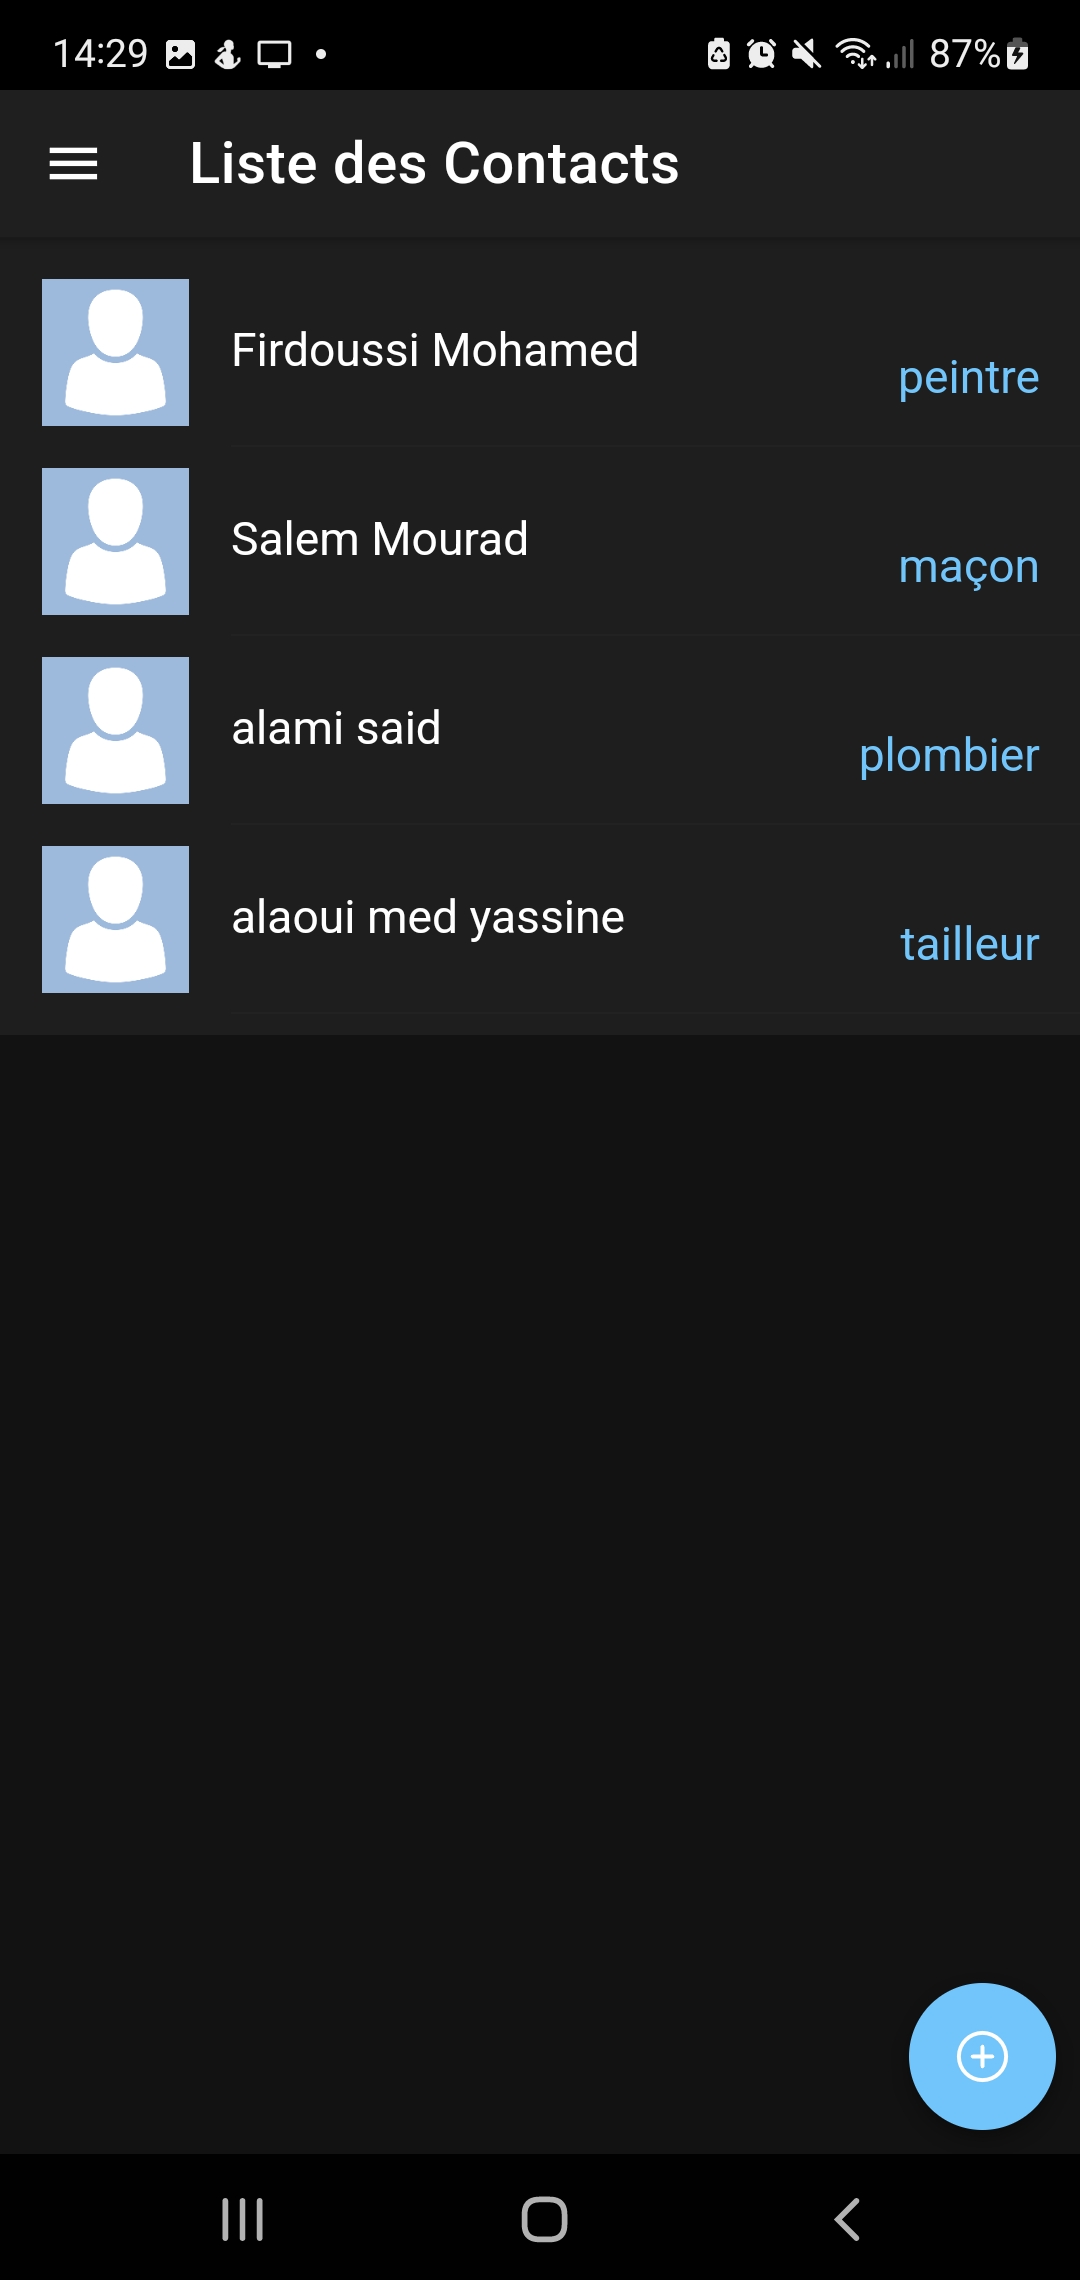 14:29
87%
Liste des Contacts
Firdoussi Mohamed
peintre
Salem Mourad
maçon
alami said
plombier
alaoui med yassine
tailleur